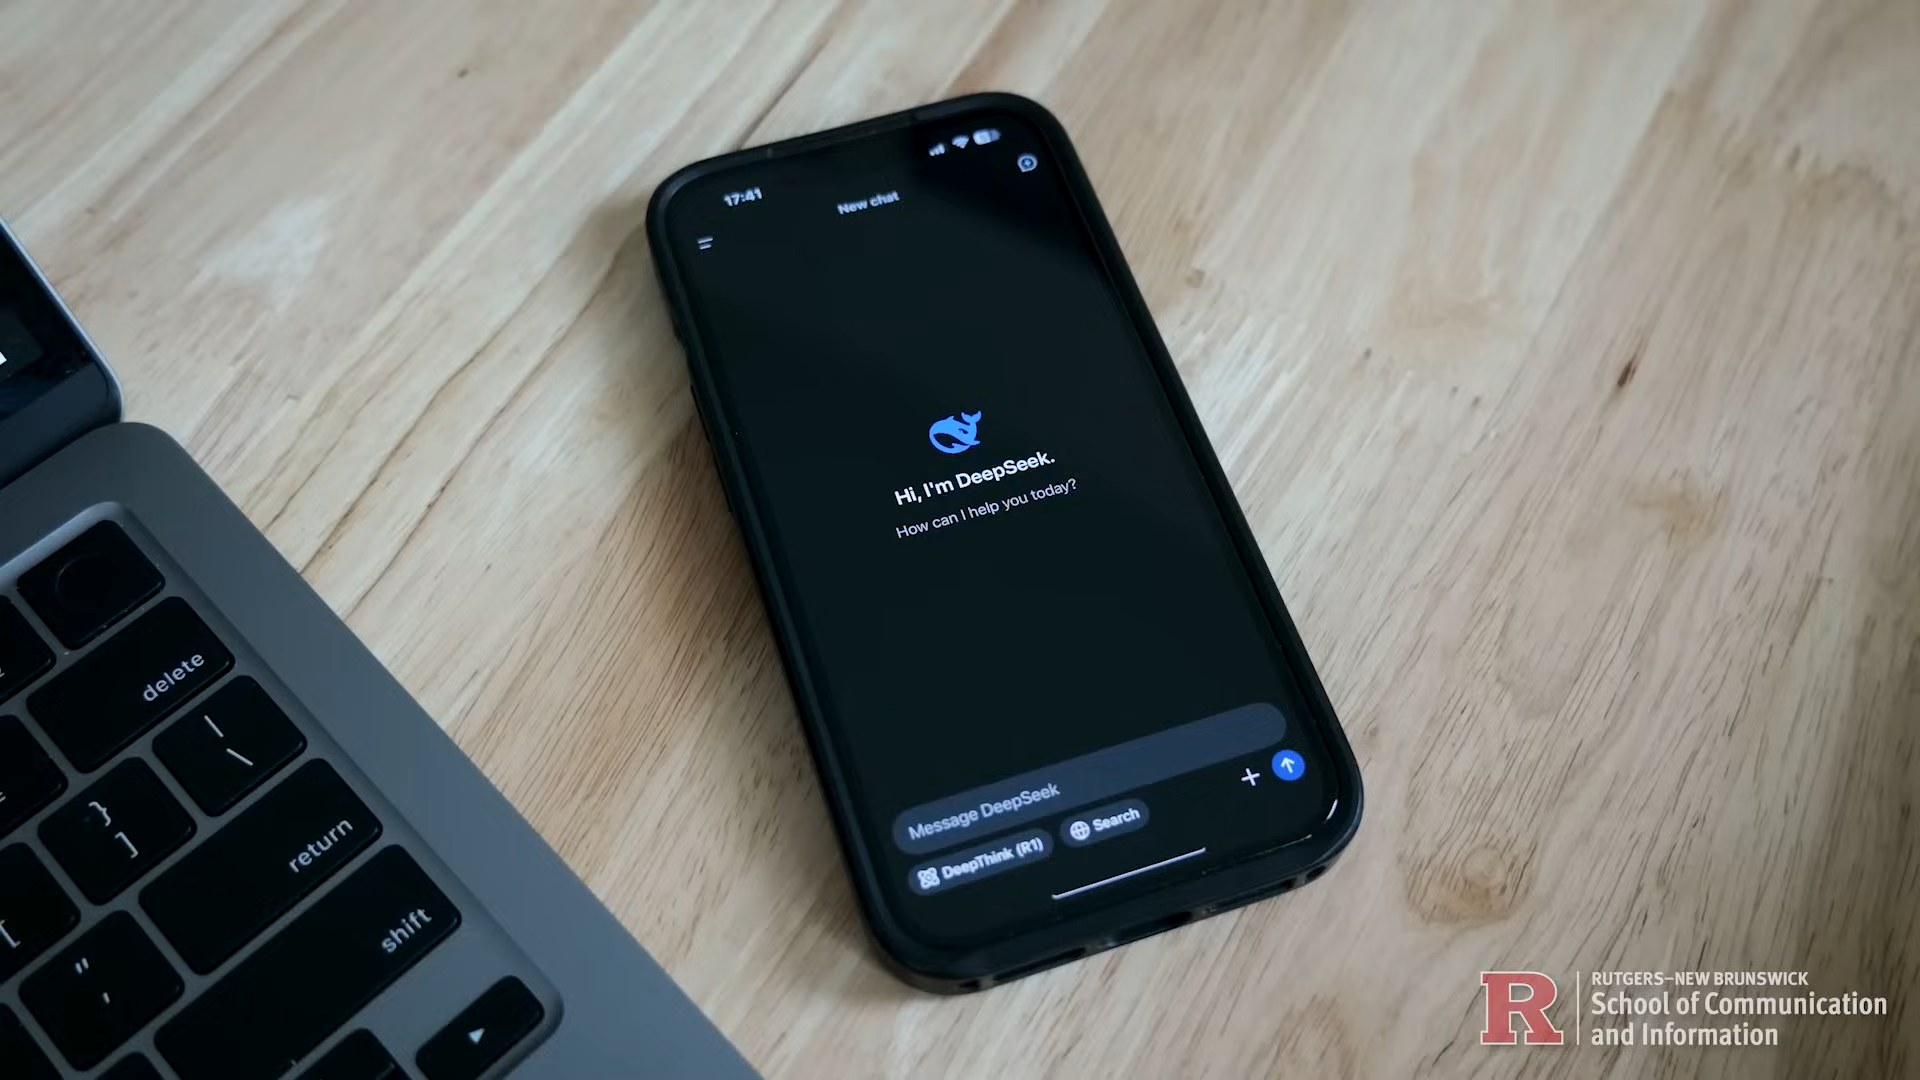 17:41
New chat
Hi, I'm DeepSeek.
How can I help you today?
Message DeepSeek
DeepThink (R1)
Search
delete
|
\
}
]
return
[
"
,
shift
R
RUTGERS–NEW BRUNSWICK
School of Communication
and Information